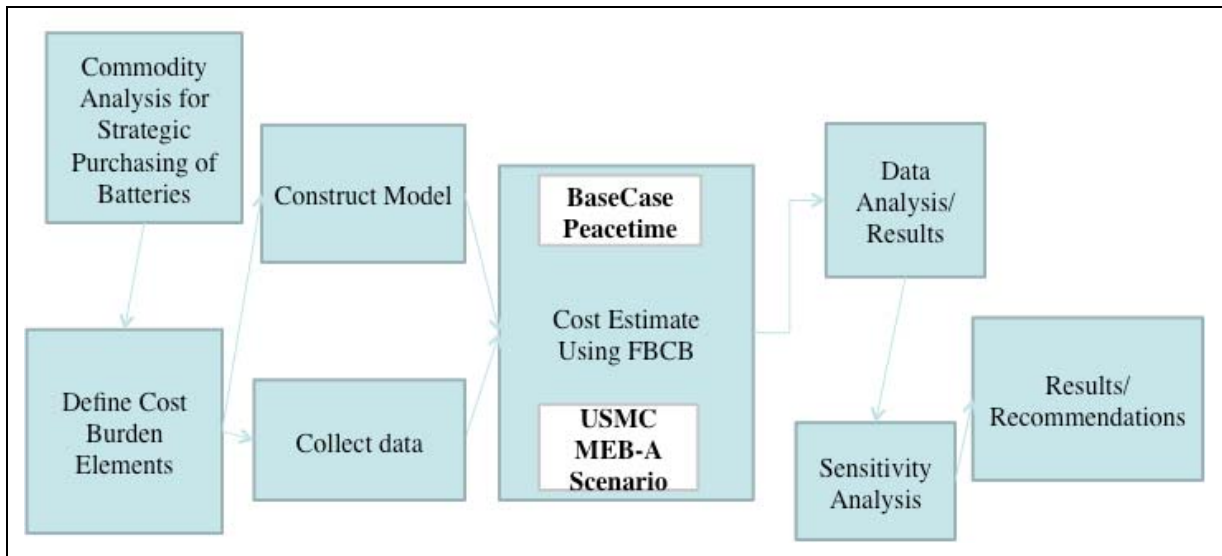 Commodity
Analysis for
Strategic
Purchasing of
Batteries
Define Cost
Burden
Elements
Construct Model
Collect data
BaseCase
Peacetime
Cost Estimate
Using FBCB
USMC
MEB-A
Scenario
Data
Analysis/
Results
Sensitivity
Analysis
Results/
Recommendations